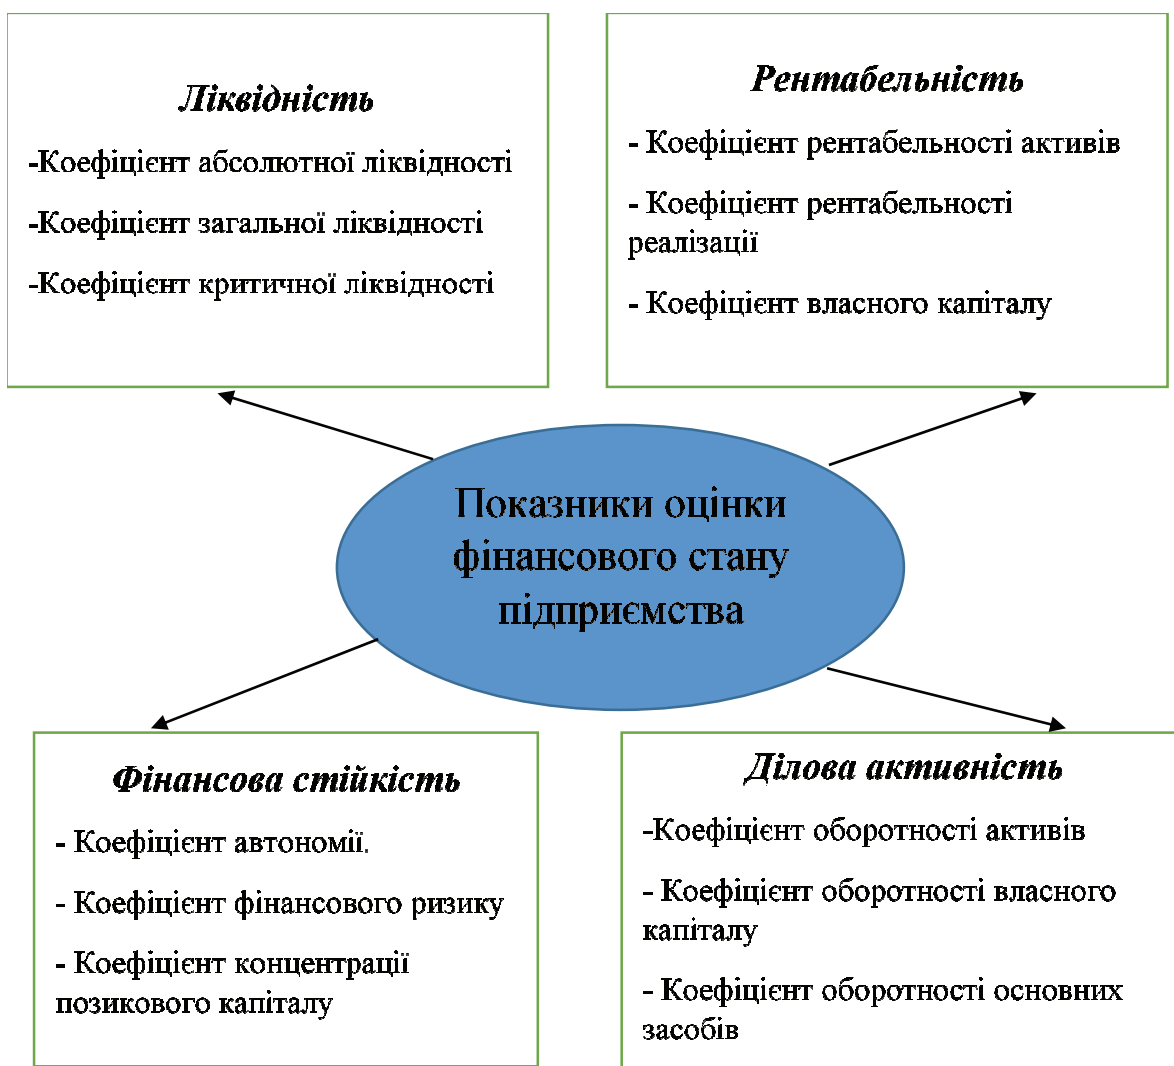 Ліквідність
-Коефіцієнт абсолютної ліквідності
-Коефіцієнт загальної ліквідності
-Коефіцієнт критичної ліквідності
Рентабельність
- Коефіцієнт рентабельності активів
- Коефіцієнт рентабельності
реалізації
- Коефіцієнт власного капіталу
Показники оцінки
фінансового стану
підприємства
Фінансова стійкість
- Коефіцієнт автономії.
- Коефіцієнт фінансового ризику
- Коефіцієнт концентрації
позикового капіталу
Ділова активність
-Коефіцієнт оборотності активів
- Коефіцієнт оборотності власного
капіталу
- Коефіцієнт оборотності основних
засобів